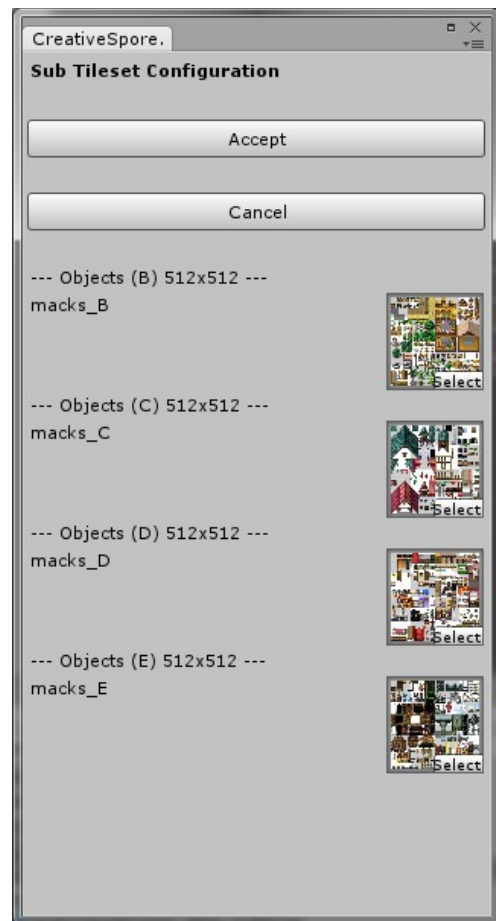 CreativeSpore.
Sub Tileset Configuration
Accept
Cancel
--- Objects (B) 512x512 ---
macks_B
Select
--- Objects (C) 512x512 ---
macks_C
Select
--- Objects (D) 512x512 ---
macks_D
Select
--- Objects (E) 512x512 ---
macks_E
Select